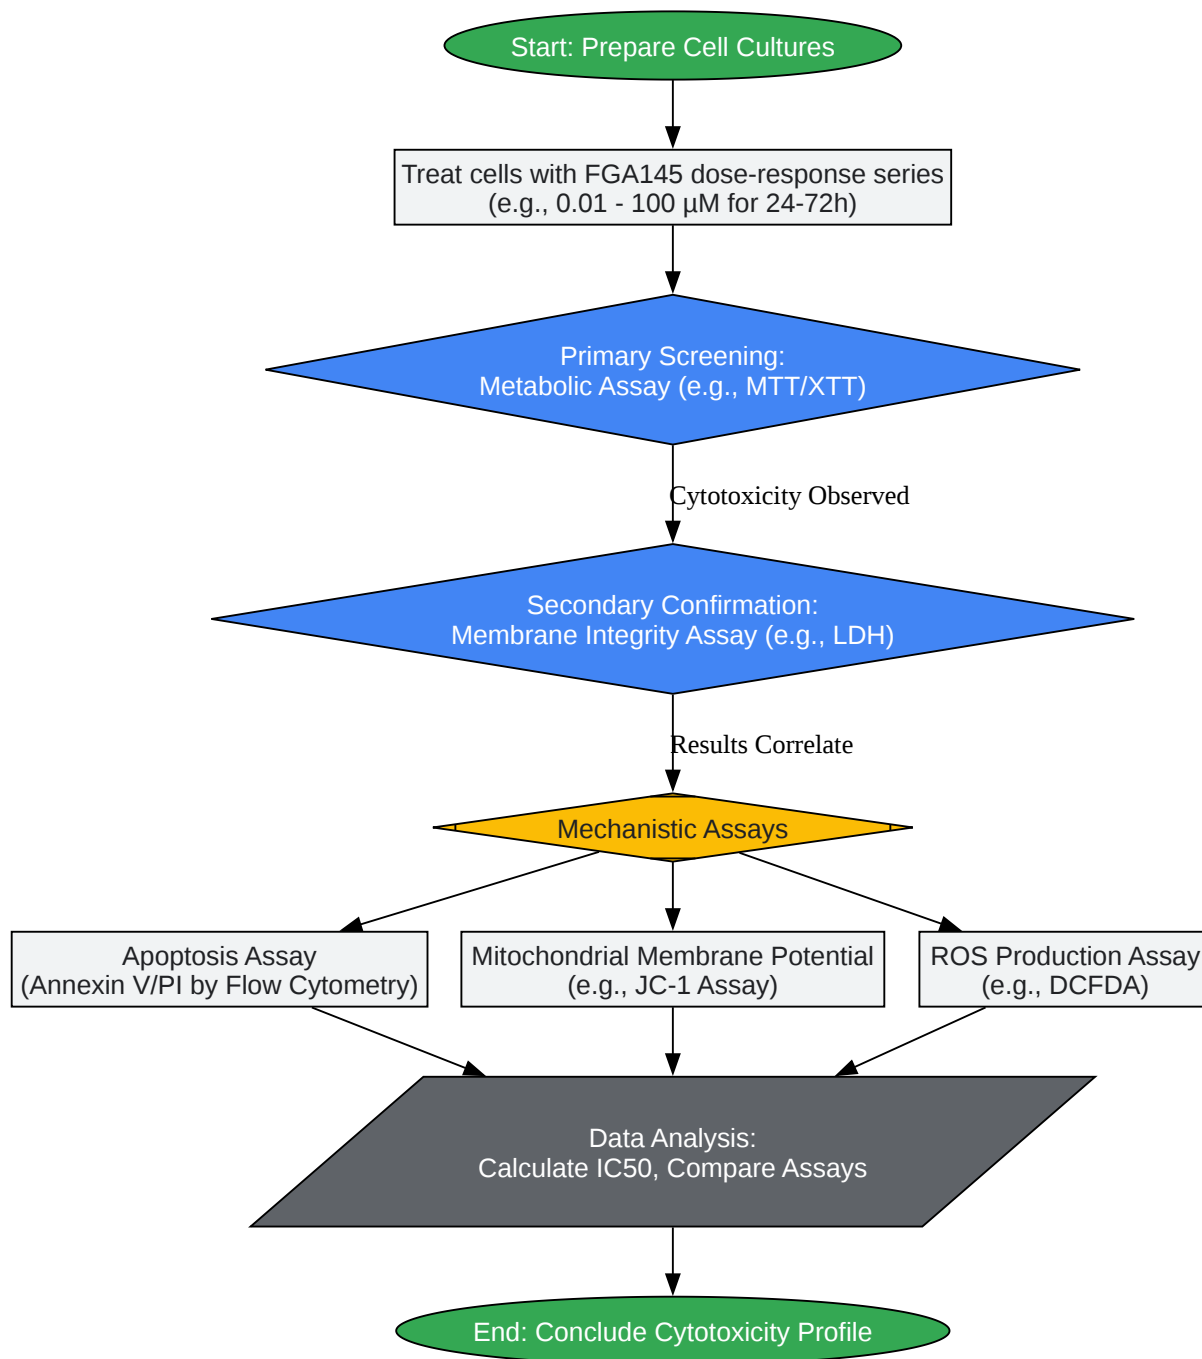 Start: Prepare Cell Cultures
Treat cells with FGA145 dose-response series
(e.g., 0.01 - 100 µM for 24-72h)
Primary Screening:
Metabolic Assay (e.g., MTT/XTT)
Cytotoxicity Observed
Secondary Confirmation:
Membrane Integrity Assay (e.g., LDH)
Results Correlate
Mechanistic Assays
Apoptosis Assay
(Annexin V/PI by Flow Cytometry)
Mitochondrial Membrane Potential
(e.g., JC-1 Assay)
ROS Production Assay
(e.g., DCFDA)
Data Analysis:
Calculate IC50, Compare Assays
End: Conclude Cytotoxicity Profile